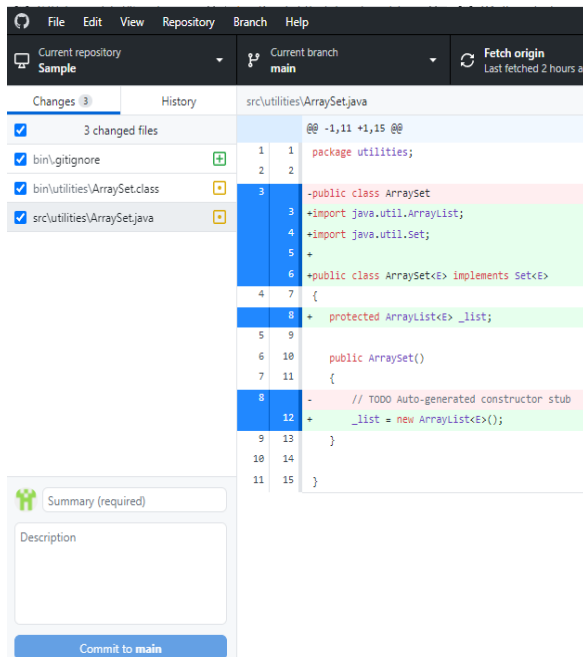 File Edit View Repository Branch Help
Current repository
Sample
Current branch
main
Fetch origin
Last fetched 2 hours a
Changes 3 History
3 changed files
bin\.gitignore
bin\utilities\ArraySet.class
src\utilities\ArraySet.java
src\utilities\ArraySet.java
@@ -1,11 +1,15 @@
1 1 package utilities;
2 2
3 -public class ArraySet
3 +import java.util.ArrayList;
4 +import java.util.Set;
5 +
6 +public class ArraySet<E> implements Set<E>
4 7 {
8 + protected ArrayList<E> _list;
5 9
6 10 public ArraySet()
7 11 {
8 - // TODO Auto-generated constructor stub
12 + _list = new ArrayList<E>();
9 13 }
10 14
11 15 }
Summary (required)
Description
Commit to main